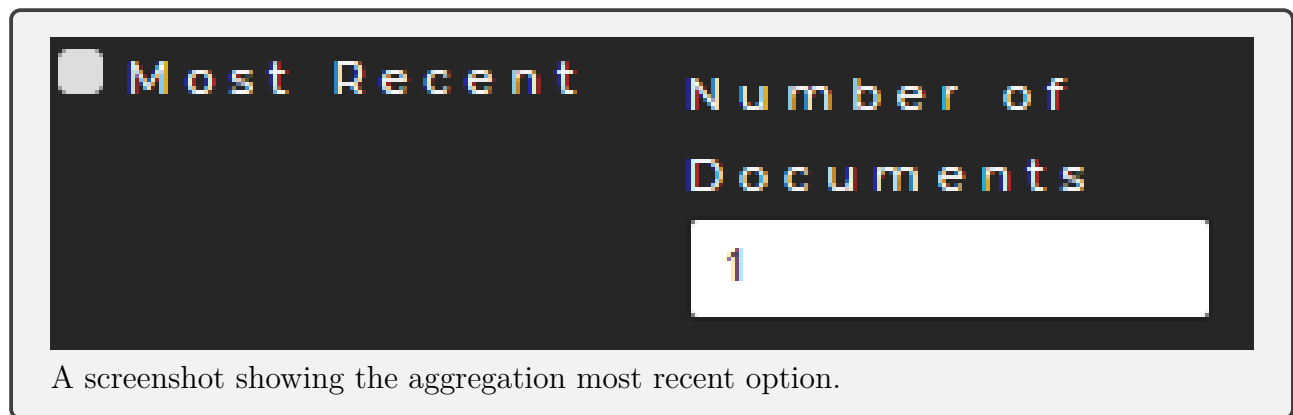 Most Recent
Number of
Documents
1
A screenshot showing the aggregation most recent option.